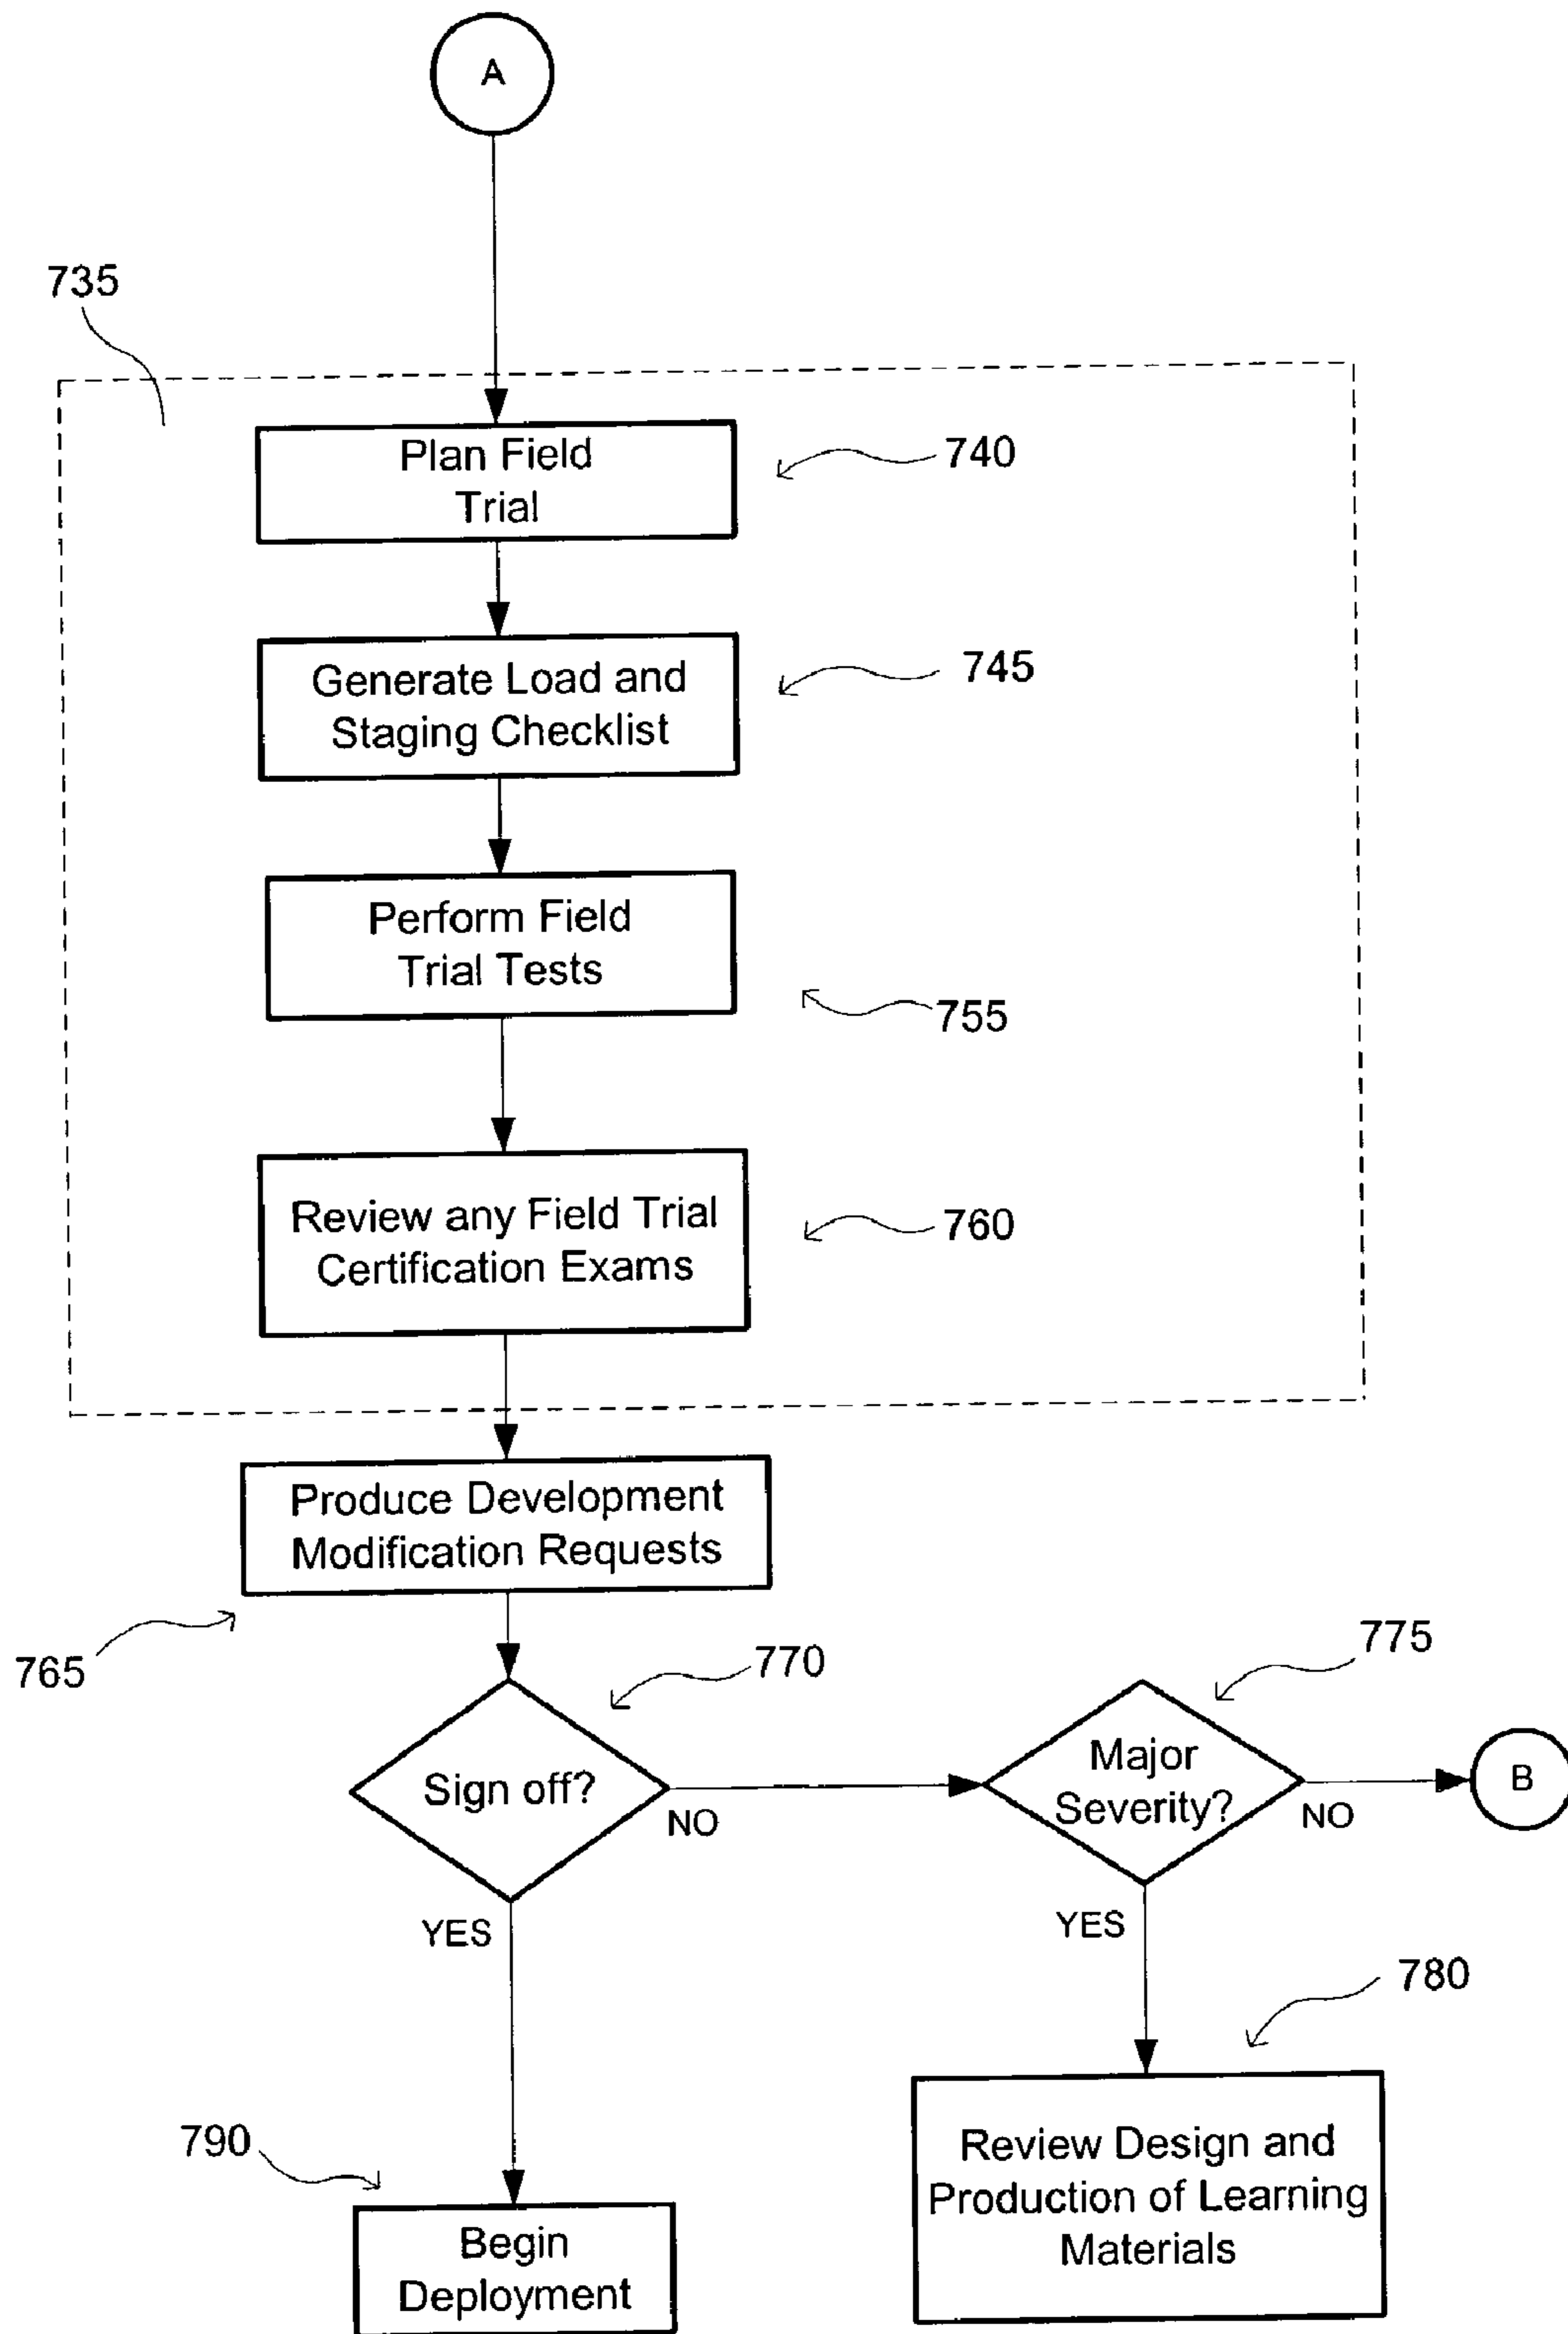 A
735
Plan Field
Trial
740
Generate Load and
Staging Checklist
745
Perform Field
Trial Tests
755
Review any Field Trial
Certification Exams
760
Produce Development
Modification Requests
765
770
775
Sign off?
NO
Major
Severity?
NO
B
YES
YES
780
790
Begin
Deployment
Review Design and
Production of Learning
Materials